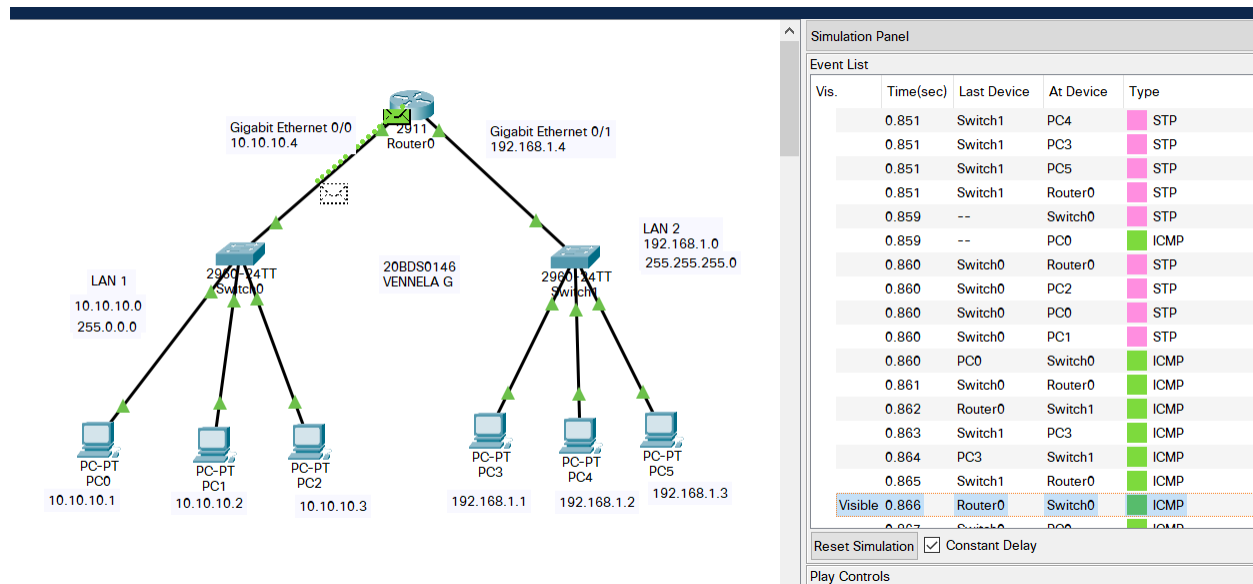 Gigabit Ethernet 0/0
10.10.10.4
2911
Router0
Gigabit Ethernet 0/1
192.168.1.4
LAN 1
10.10.10.0
255.0.0.0
2960-24TT
Switch0
20BDS0146
VENNELA G
2960-24TT
Switch1
LAN 2
192.168.1.0
255.255.255.0
PC-PT
PC0
10.10.10.1
PC-PT
PC1
10.10.10.2
PC-PT
PC2
10.10.10.3
PC-PT
PC3
192.168.1.1
PC-PT
PC4
192.168.1.2
PC-PT
PC5
192.168.1.3
Simulation Panel
Event List
Vis. Time(sec) Last Device At Device Type
0.851 Switch1 PC4 STP
0.851 Switch1 PC3 STP
0.851 Switch1 PC5 STP
0.851 Switch1 Router0 STP
0.859 -- Switch0 STP
0.859 -- PC0 ICMP
0.860 Switch0 Router0 STP
0.860 Switch0 PC2 STP
0.860 Switch0 PC0 STP
0.860 Switch0 PC1 STP
0.860 PC0 Switch0 ICMP
0.861 Switch0 Router0 ICMP
0.862 Router0 Switch1 ICMP
0.863 Switch1 PC3 ICMP
0.864 PC3 Switch1 ICMP
0.865 Switch1 Router0 ICMP
Visible 0.866 Router0 Switch0 ICMP
0.867 Switch0 PC0 ICMP
Reset Simulation Constant Delay
Play Controls